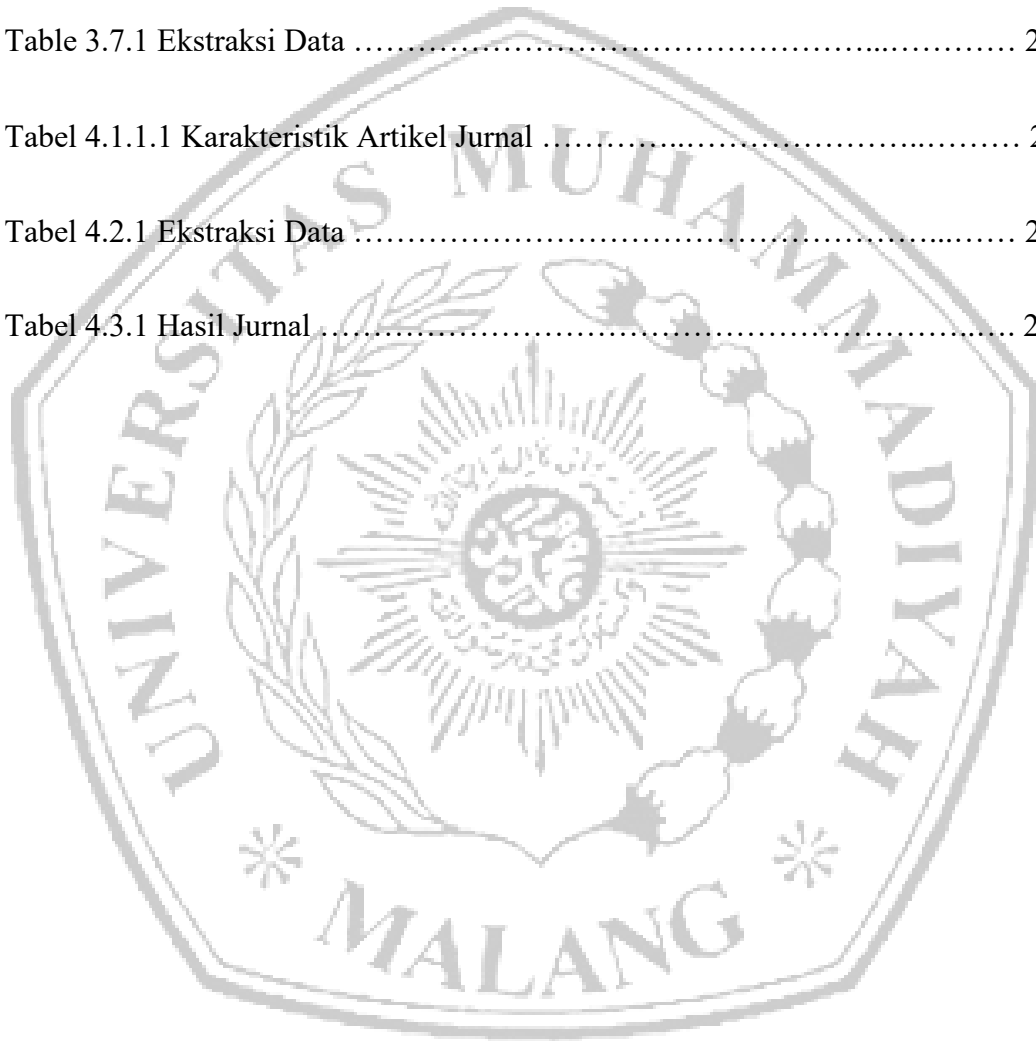 Table 3.7.1 Ekstraksi Data ……………………………………………...………… 2
Tabel 4.1.1.1 Karakteristik Artikel Jurnal …………..…………………..……… 2
Tabel 4.2.1 Ekstraksi Data …………………………………………………...…… 2
Tabel 4.3.1 Hasil Jurnal ……………………………………………………………. 2
UNIVERSITAS MUHAMMADIYAH
MALANG